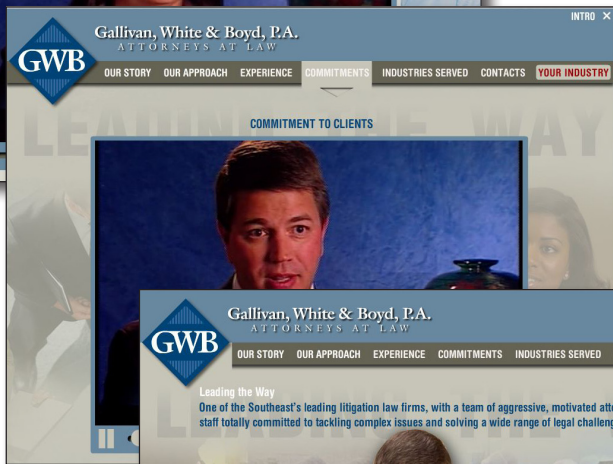 INTRO X
Gallivan, White & Boyd, P.A.
ATTORNEYS AT LAW
GWB
OUR STORY OUR APPROACH EXPERIENCE COMMITMENTS INDUSTRIES SERVED CONTACTS YOUR INDUSTRY
LEADING THE WAY
COMMITMENT TO CLIENTS
Gallivan, White & Boyd, P.A.
ATTORNEYS AT LAW
GWB
OUR STORY OUR APPROACH EXPERIENCE COMMITMENTS INDUSTRIES SERVED
Leading the Way
One of the Southeast's leading litigation law firms, with a team of aggressive, motivated
staff totally committed to tackling complex issues and solving a wide range of legal